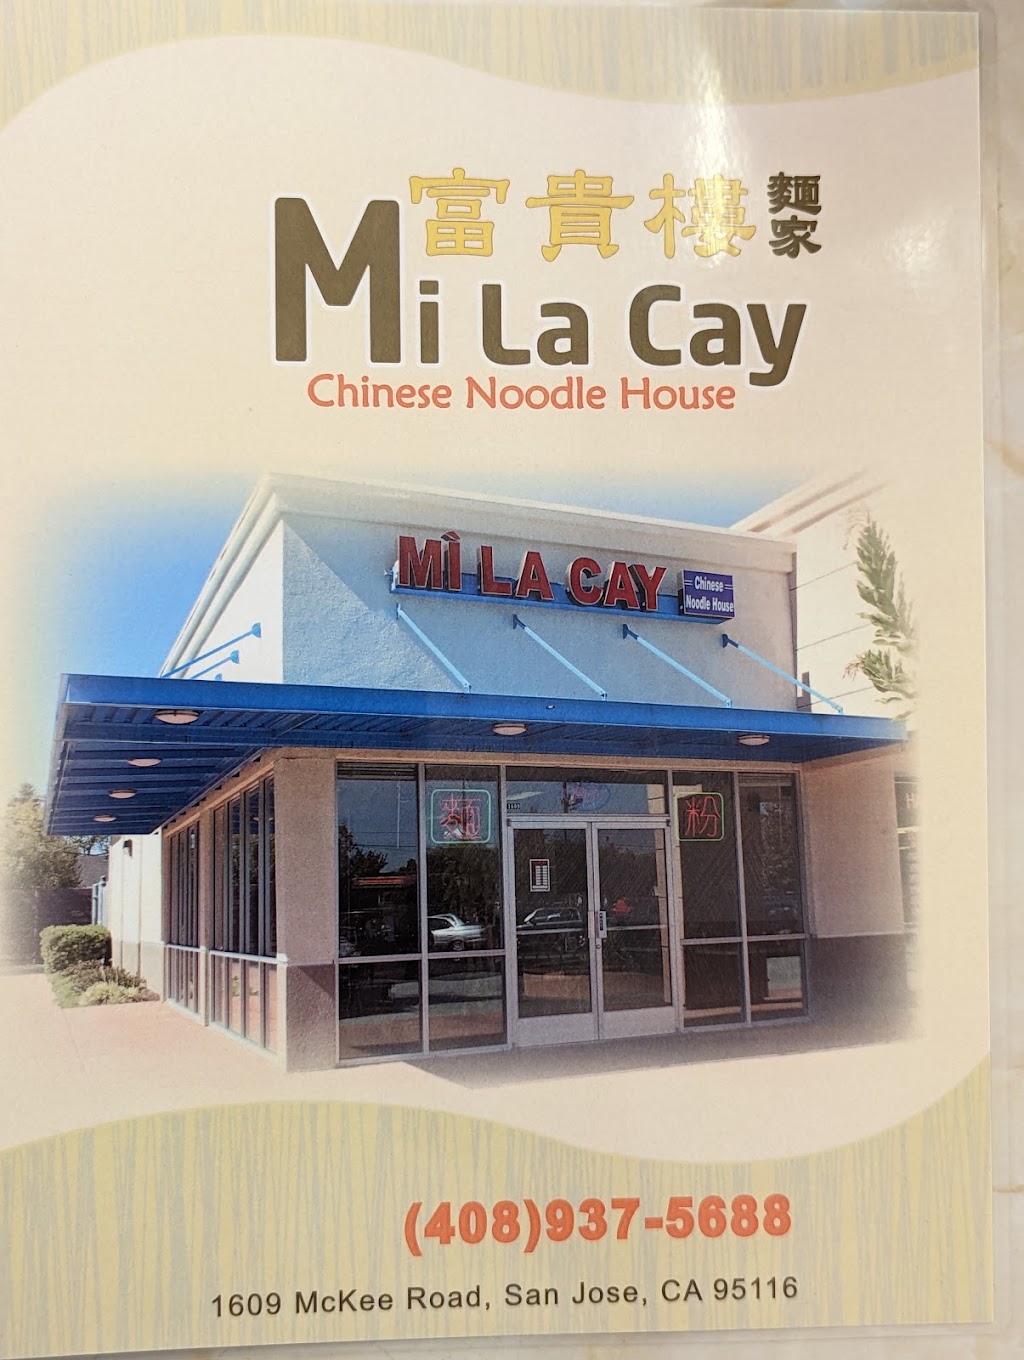 富貴樓 麵家
Mi La Cay
Chinese Noodle House
MÌ LA CAY
Chinese
Noodle House
麵
粉
(408)937-5688
1609 McKee Road, San Jose, CA 95116